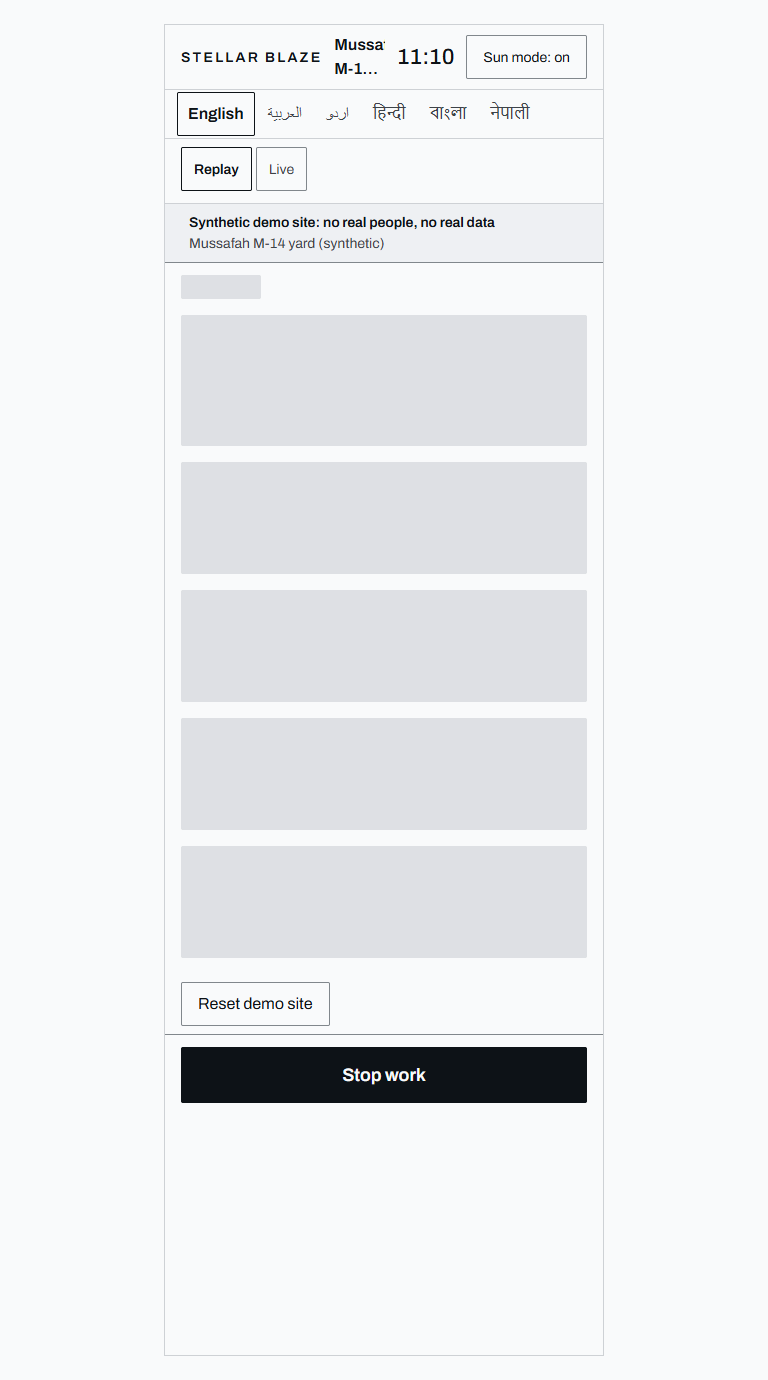 STELLAR BLAZE
M-1...
11:10
Sun mode: on
English العربية اردو हिन्दी বাংলা नेपाली
Replay Live
Synthetic demo site: no real people, no real data
Mussafah M-14 yard (synthetic)
Reset demo site
Stop work